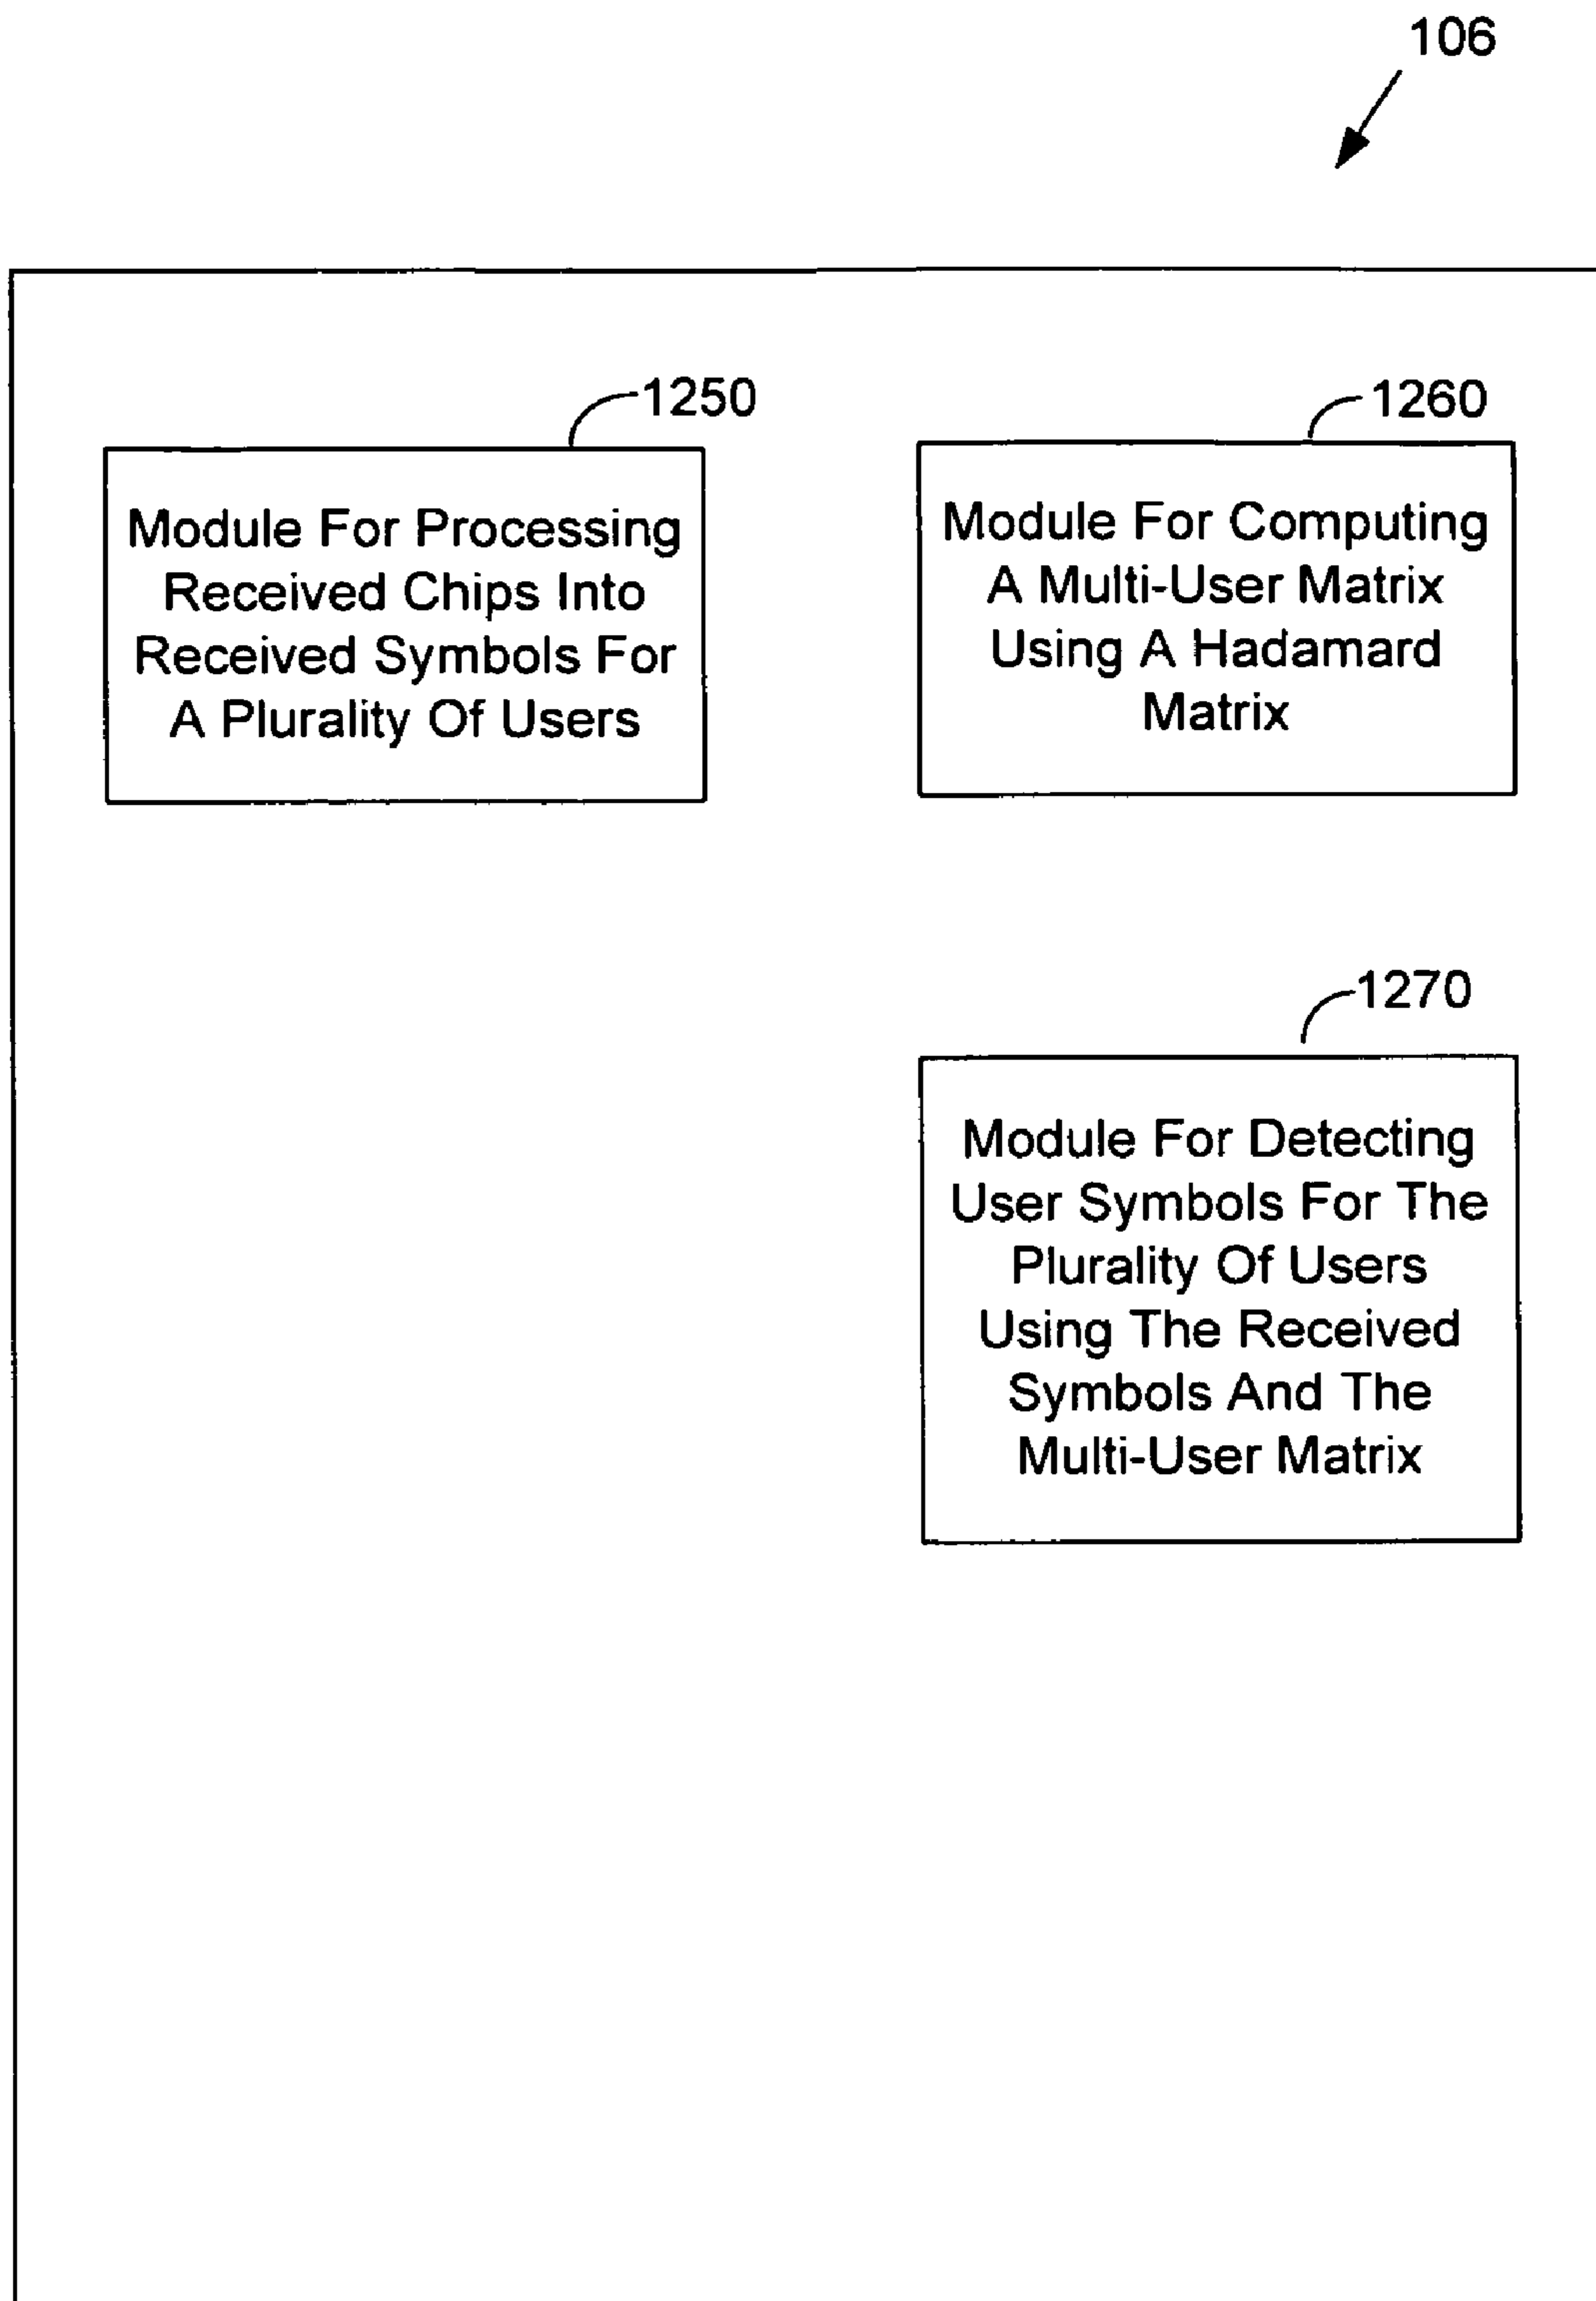 106
1250
Module For Processing
Received Chips Into
Received Symbols For
A Plurality Of Users
1260
Module For Computing
A Multi-User Matrix
Using A Hadamard
Matrix
1270
Module For Detecting
User Symbols For The
Plurality Of Users
Using The Received
Symbols And The
Multi-User Matrix